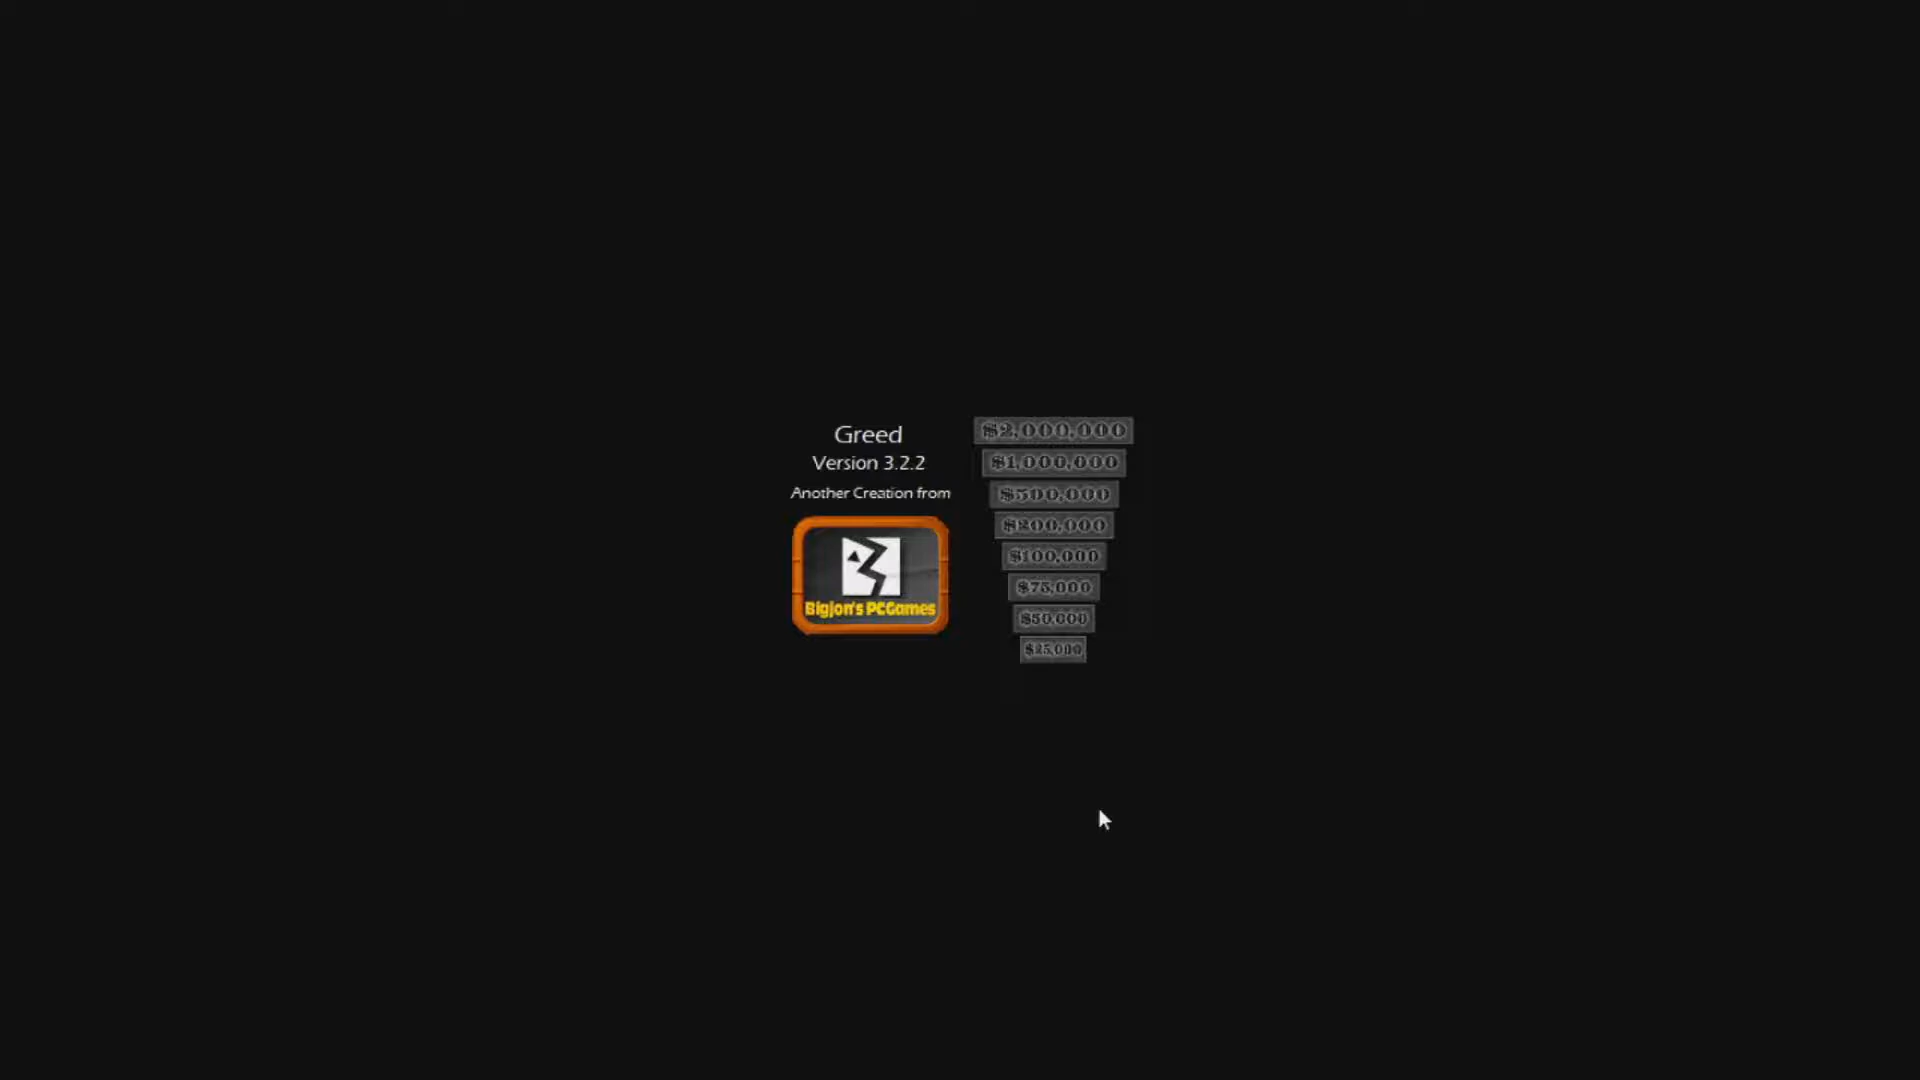 Greed
Version 3.2.2
Another Creation from
Bigjon's PCGames
$2,000,000
$1,000,000
$500,000
$200,000
$100,000
$75,000
$50,000
$25,000